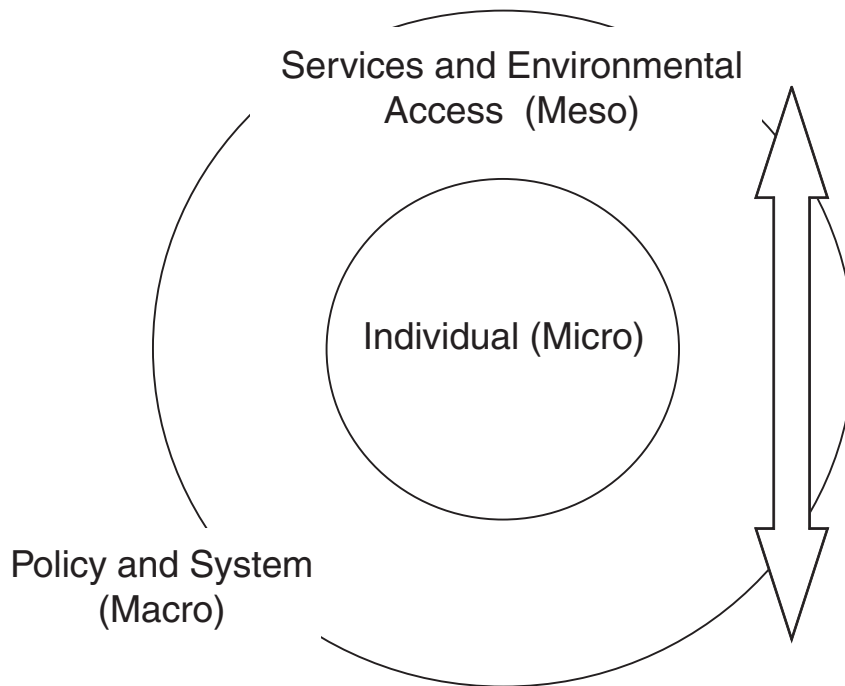 Services and Environmental
Access (Meso)
Individual (Micro)
Policy and System
(Macro)